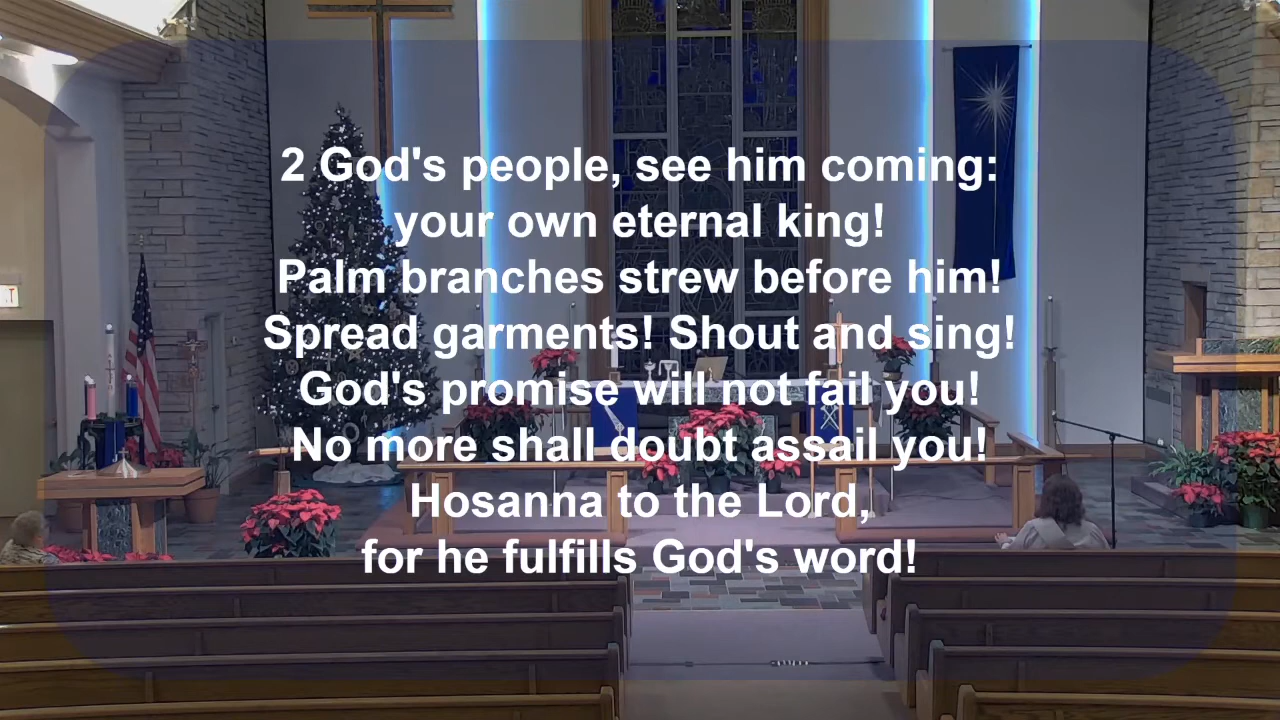 2 God's people, see him coming:
your own eternal king!
Palm branches strew before him!
Spread garments! Shout and sing!
God's promise will not fail you!
No more shall doubt assail you!
Hosanna to the Lord,
for he fulfills God's word!